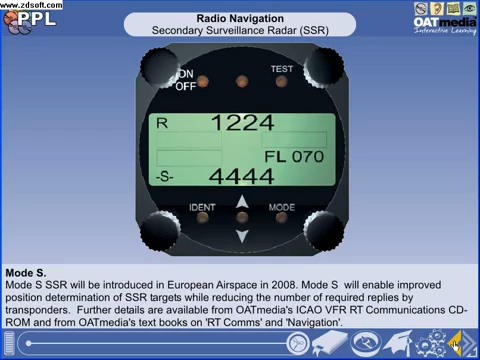 www.zdsoft.com
PPL
Radio Navigation
Secondary Surveillance Radar (SSR)
OATmedia
Interactive Learning
ON
OFF
TEST
R 1224
FL 070
-S- 4444
IDENT
MODE
Mode S.
Mode S SSR will be introduced in European Airspace in 2008. Mode S will enable improved
position determination of SSR targets while reducing the number of required replies by
transponders. Further details are available from OATmedia's ICAO VFR RT Communications CD-
ROM and from OATmedia's text books on 'RT Comms' and 'Navigation'.